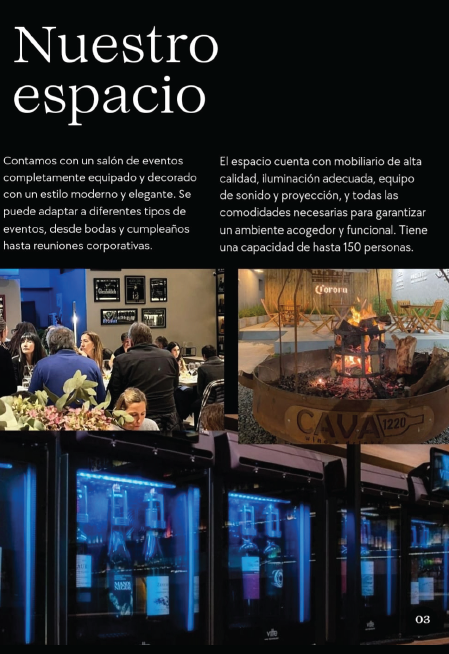 Nuestro
espacio
Contamos con un salón de eventos
completamente equipado y decorado
con un estilo moderno y elegante. Se
puede adaptar a diferentes tipos de
eventos, desde bodas y cumpleaños
hasta reuniones corporativas.
El espacio cuenta con mobiliario de alta
calidad, iluminación adecuada, equipo
de sonido y proyección, y todas las
comodidades necesarias para garantizar
un ambiente acogedor y funcional. Tiene
una capacidad de hasta 150 personas.
Corona
CAVA 1220
03